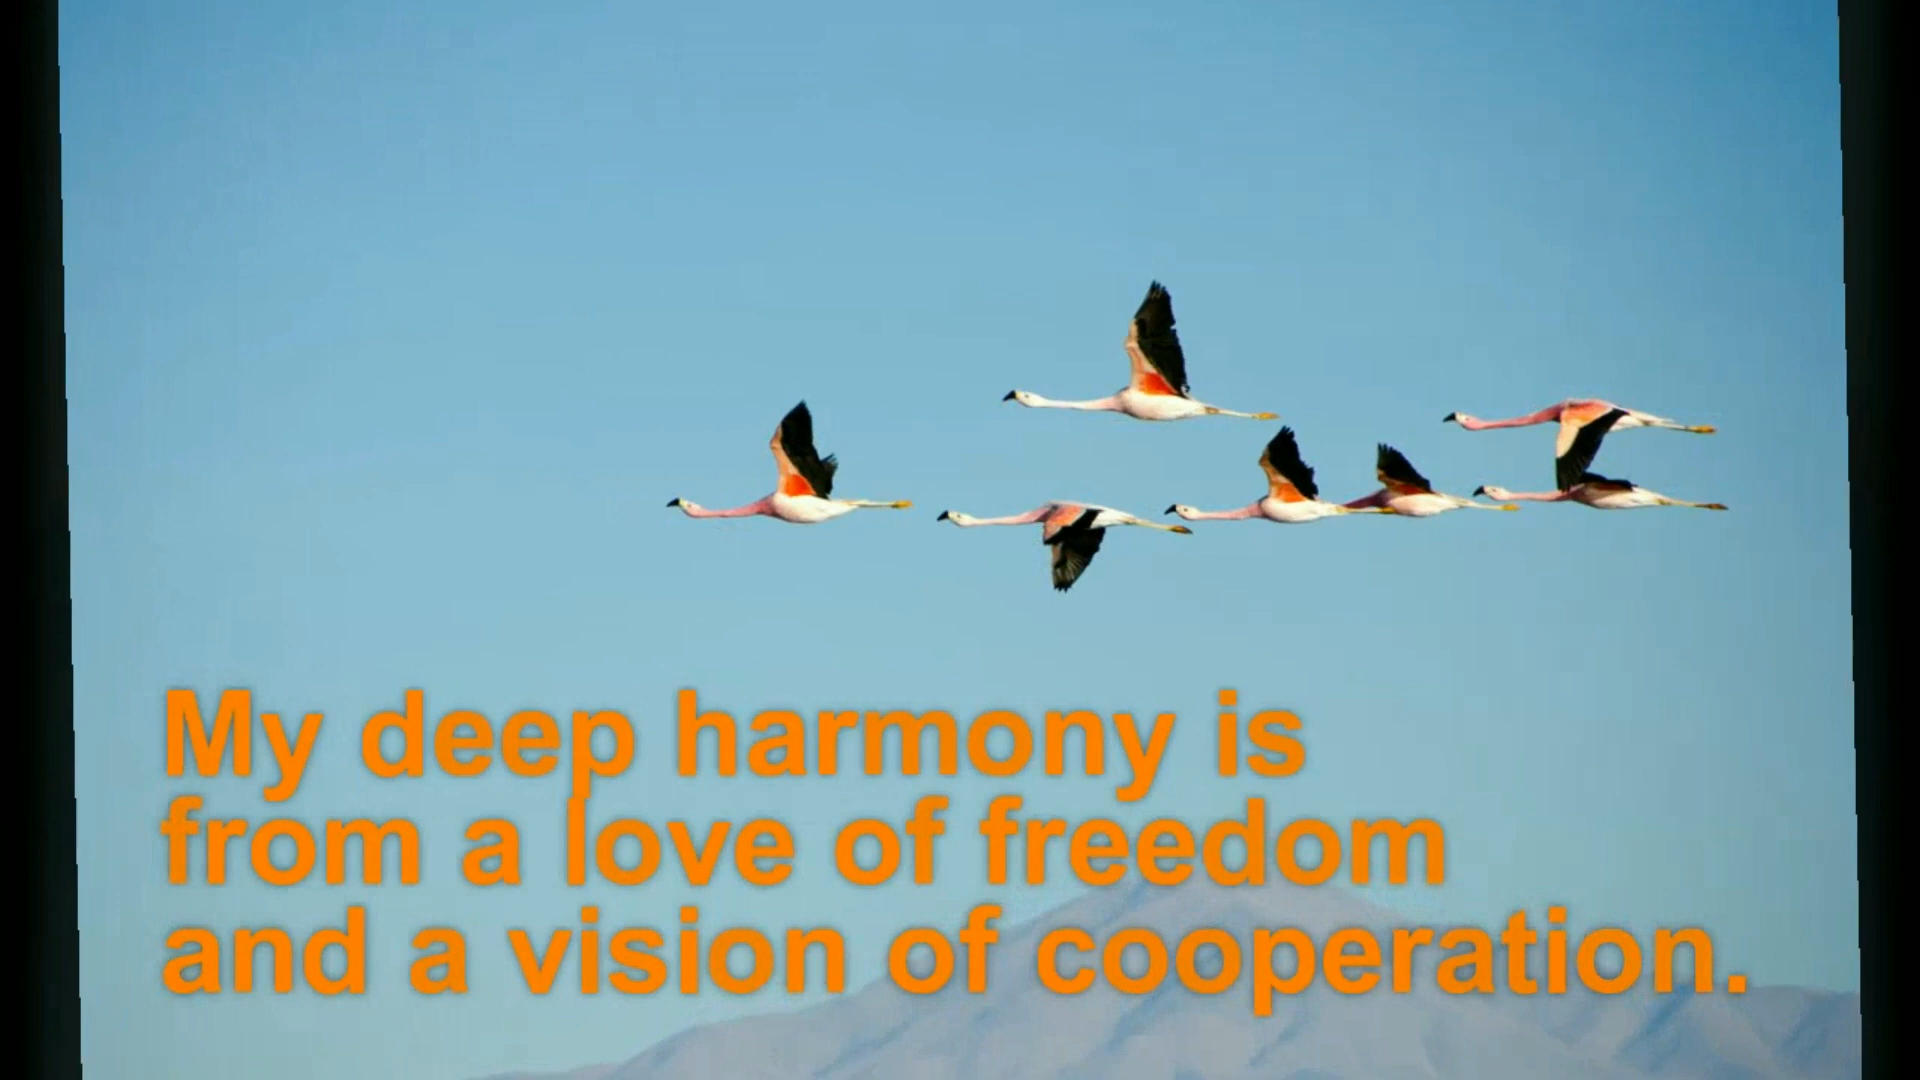 My deep harmony is
from a love of freedom
and a vision of cooperation.